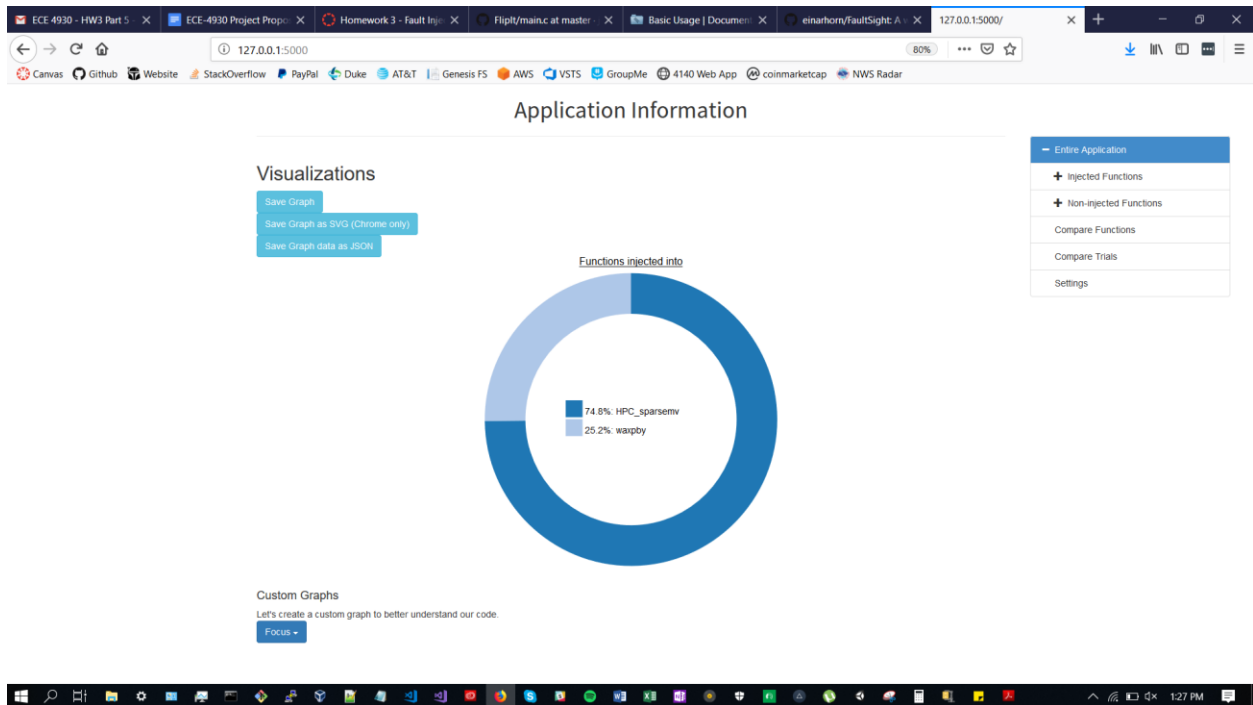 ECE 4930 - HW3 Part 5 -
ECE-4930 Project Propo
Homework 3 - Fault Inje
FlipIt/main.c at master ·
Basic Usage | Document
einarhorn/FaultSight: A v
127.0.0.1:5000/
127.0.0.1:5000
80%
Canvas Github Website StackOverflow PayPal Duke AT&T Genesis FS AWS VSTS GroupMe 4140 Web App coinmarketcap NWS Radar
Application Information
Entire Application
Injected Functions
Non-injected Functions
Compare Functions
Compare Trials
Settings
Visualizations
Save Graph
Save Graph as SVG (Chrome only)
Save Graph data as JSON
Functions injected into
74.8%: HPC_sparsemv
25.2%: waxpby
Custom Graphs
Let's create a custom graph to better understand our code.
Focus
1:27 PM